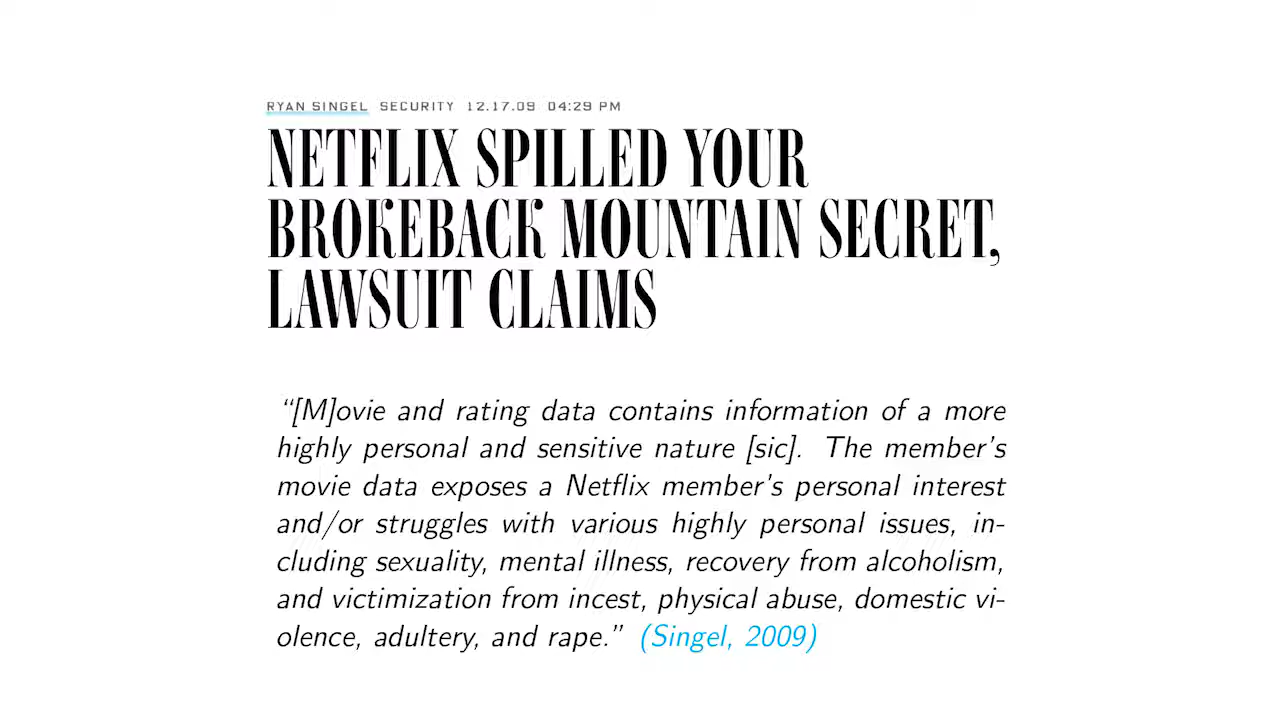 RYAN SINGEL SECURITY 12.17.09 04:29 PM
NETFLIX SPILLED YOUR
BROKEBACK MOUNTAIN SECRET,
LAWSUIT CLAIMS
“[M]ovie and rating data contains information of a more
highly personal and sensitive nature [sic]. The member’s
movie data exposes a Netflix member’s personal interest
and/or struggles with various highly personal issues, in-
cluding sexuality, mental illness, recovery from alcoholism,
and victimization from incest, physical abuse, domestic vi-
olence, adultery, and rape.” (Singel, 2009)